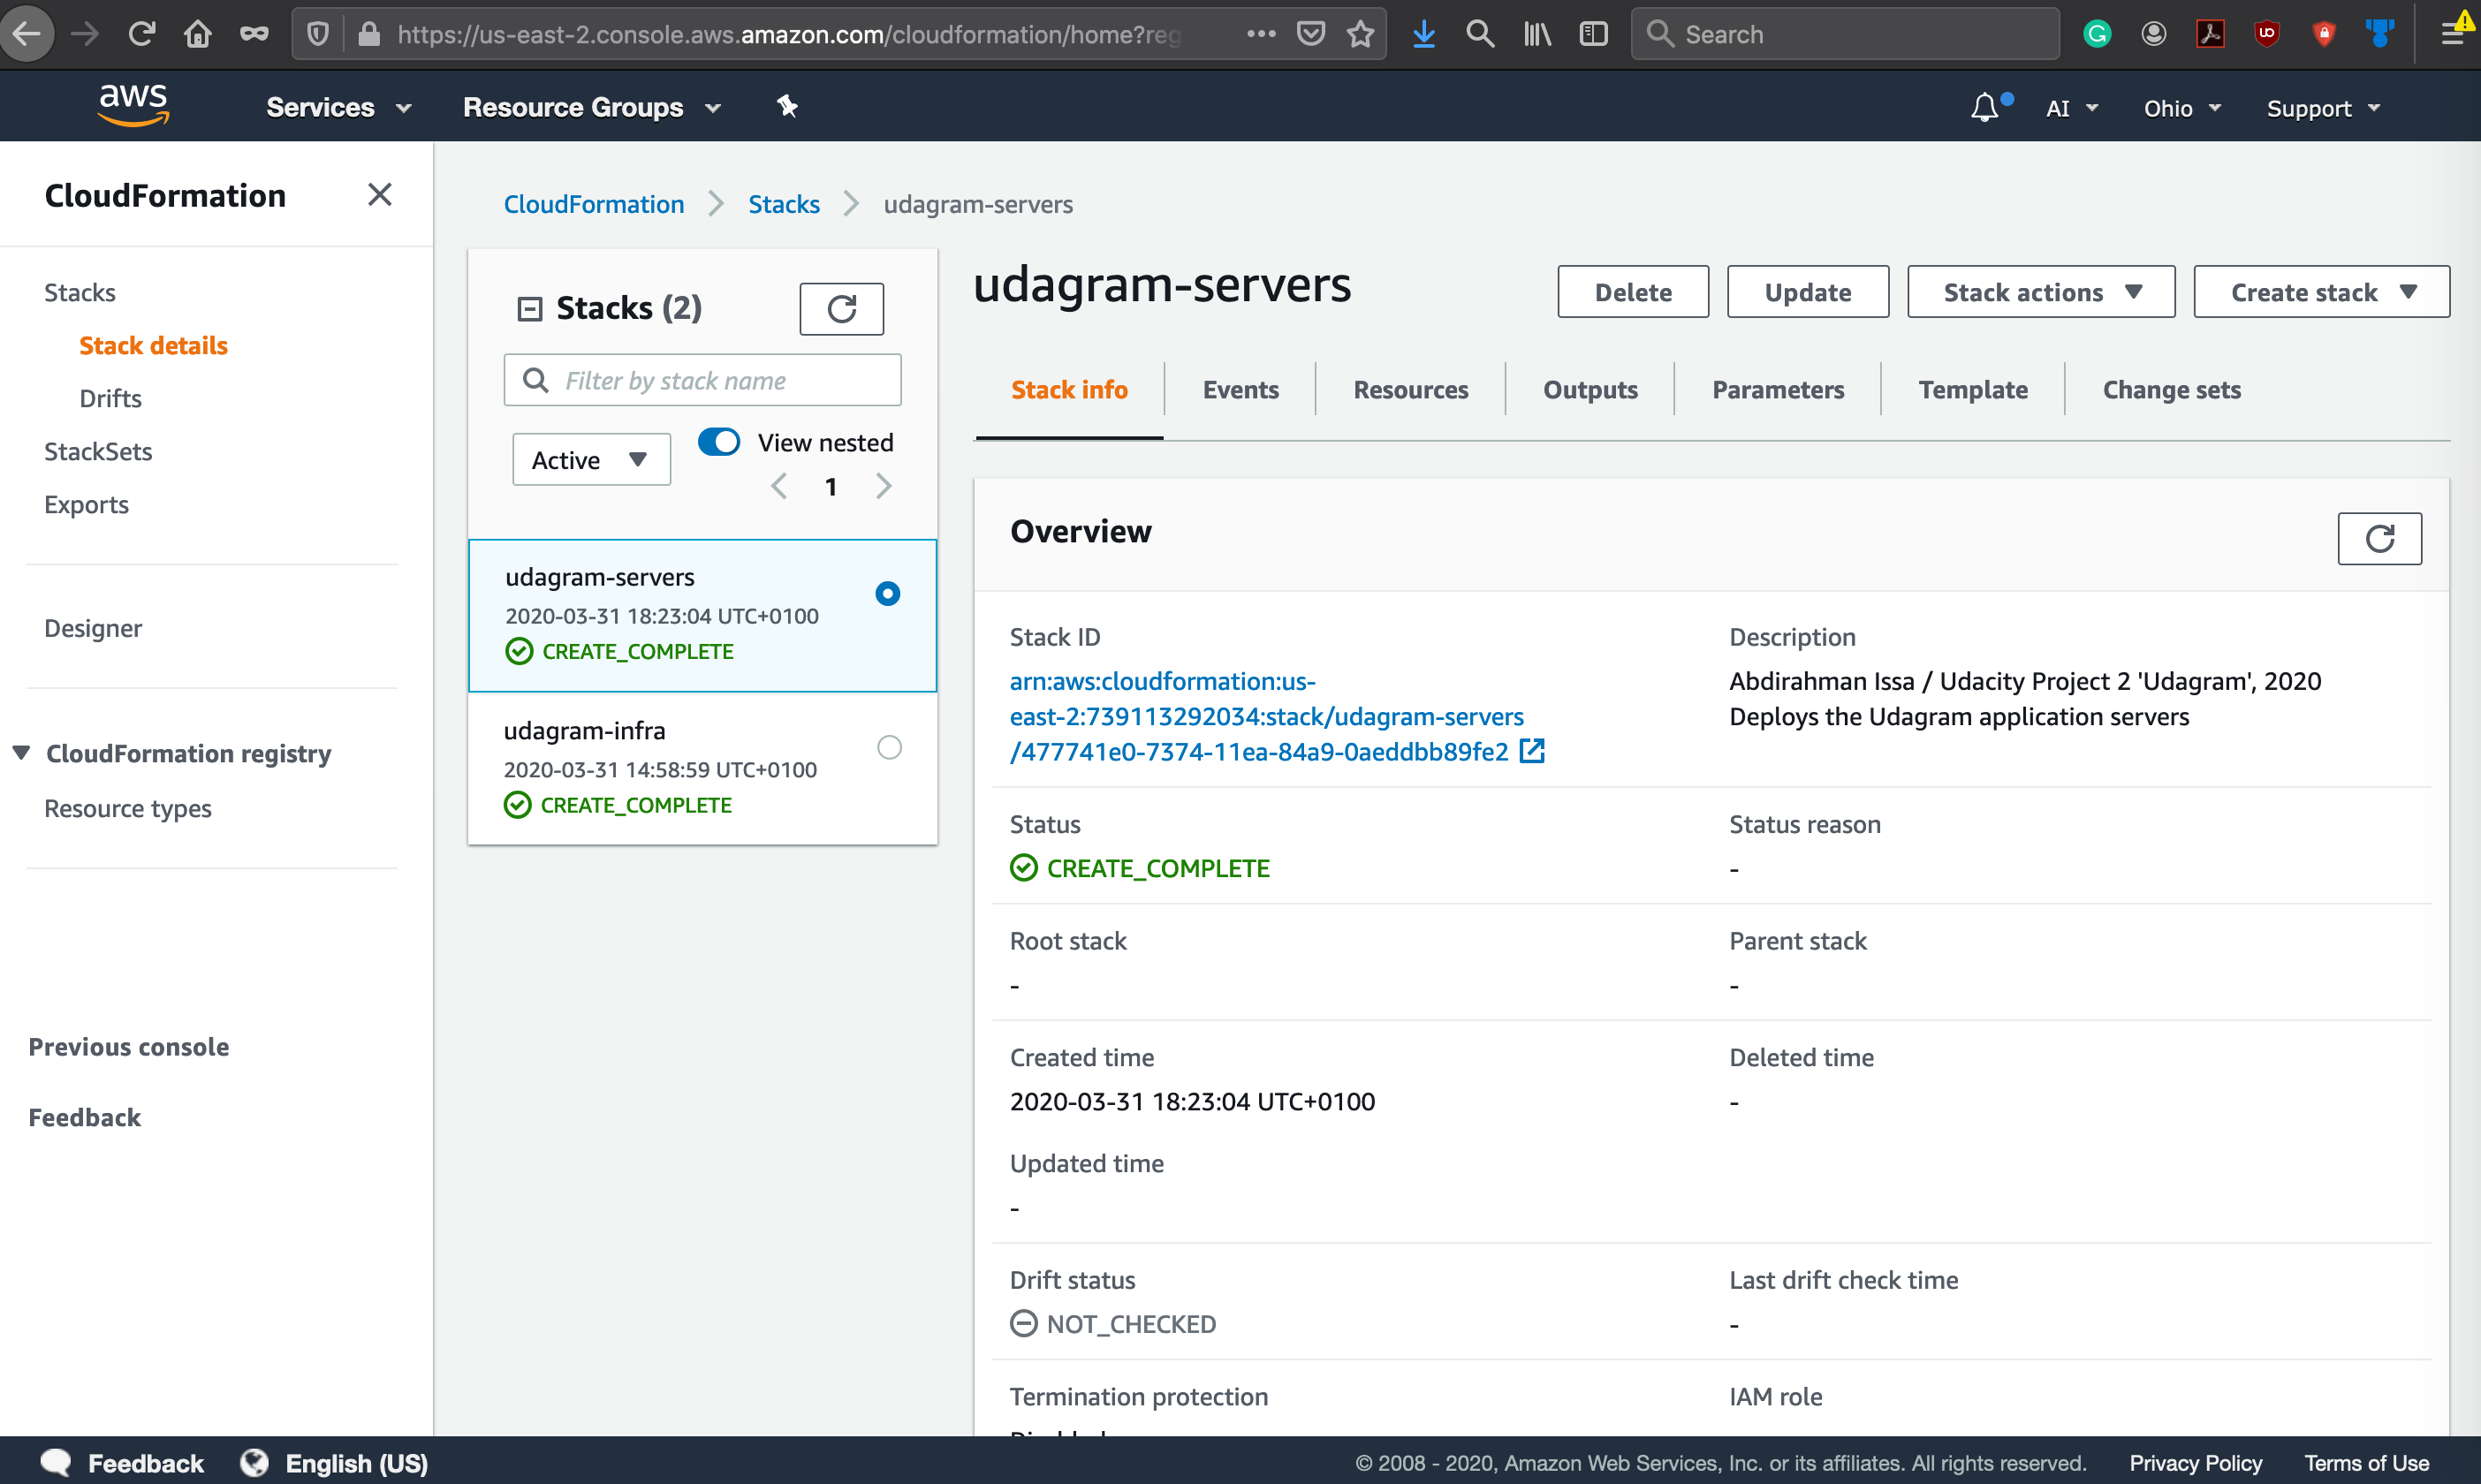 https://us-east-2.console.aws.amazon.com/cloudformation/home?reg
Search
aws
Services
Resource Groups
AI
Ohio
Support
CloudFormation
Stacks
Stack details
Drifts
StackSets
Exports
Designer
CloudFormation registry
Resource types
Previous console
Feedback
CloudFormation
Stacks
udagram-servers
Stacks (2)
Filter by stack name
Active
View nested
1
udagram-servers
2020-03-31 18:23:04 UTC+0100
CREATE_COMPLETE
udagram-infra
2020-03-31 14:58:59 UTC+0100
CREATE_COMPLETE
udagram-servers
Delete
Update
Stack actions
Create stack
Stack info
Events
Resources
Outputs
Parameters
Template
Change sets
Overview
Stack ID
arn:aws:cloudformation:us-
east-2:739113292034:stack/udagram-servers
/477741e0-7374-11ea-84a9-0aeddbb89fe2
Description
Abdirahman Issa / Udacity Project 2 'Udagram', 2020
Deploys the Udagram application servers
Status
CREATE_COMPLETE
Status reason
-
Root stack
-
Parent stack
-
Created time
2020-03-31 18:23:04 UTC+0100
Deleted time
-
Updated time
-
Drift status
NOT_CHECKED
Last drift check time
-
Termination protection
IAM role
Feedback
English (US)
© 2008 - 2020, Amazon Web Services, Inc. or its affiliates. All rights reserved.
Privacy Policy
Terms of Use